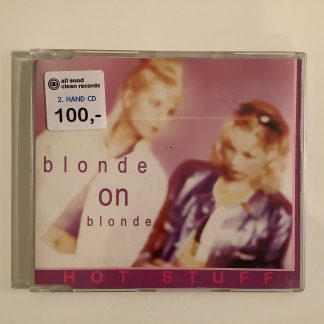 all good
clean records
2. HAND CD
100,-
blonde
on
blonde
HOT STUFF